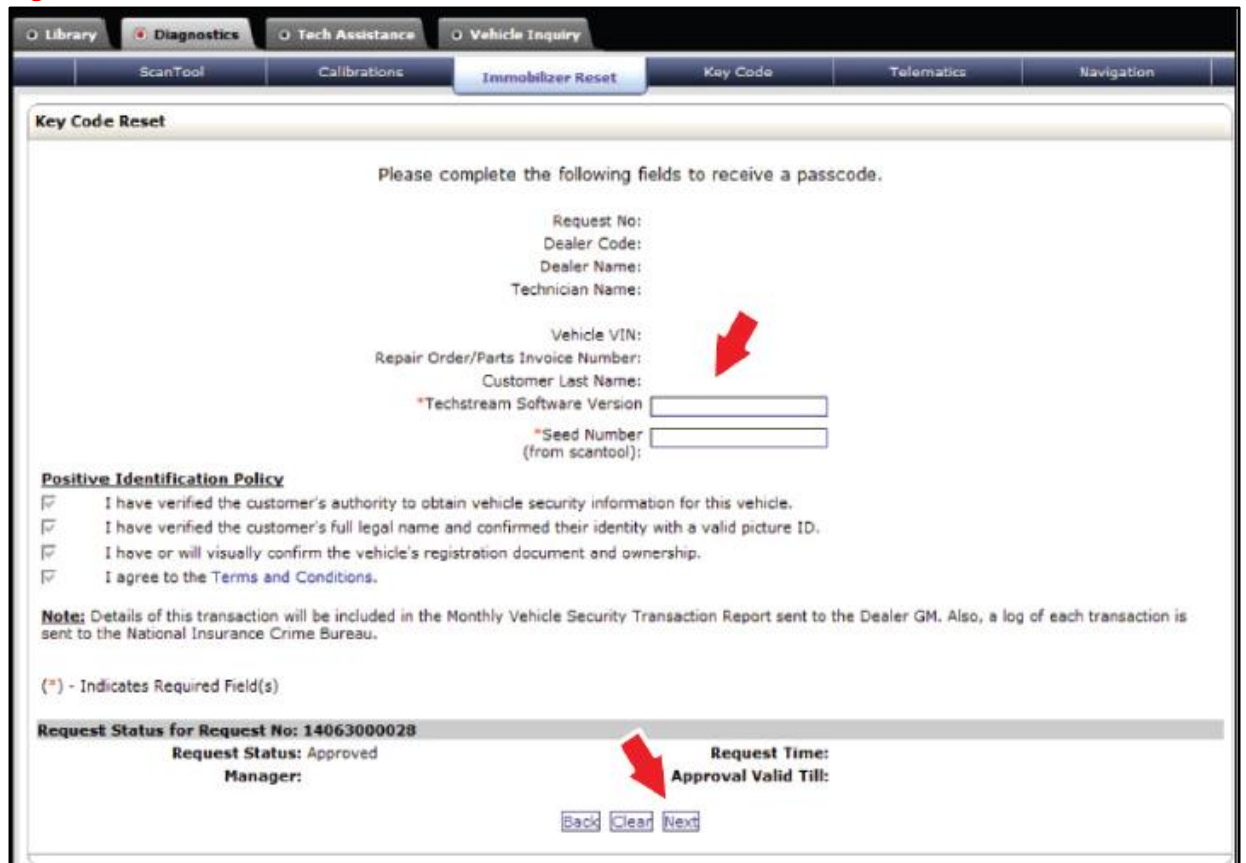 Library Diagnostics Tech Assistance Vehicle Inquiry
ScanTool Calibrations Immobilizer Reset Key Code Telematics Navigation
Key Code Reset
Please complete the following fields to receive a passcode.
Request No:
Dealer Code:
Dealer Name:
Technician Name:
Vehicle VIN:
Repair Order/Parts Invoice Number:
Customer Last Name:
*Techstream Software Version
*Seed Number
(from scantool):
Positive Identification Policy
I have verified the customer's authority to obtain vehicle security information for this vehicle.
I have verified the customer's full legal name and confirmed their identity with a valid picture ID.
I have or will visually confirm the vehicle's registration document and ownership.
I agree to the Terms and Conditions.
Note: Details of this transaction will be included in the Monthly Vehicle Security Transaction Report sent to the Dealer GM. Also, a log of each transaction is
sent to the National Insurance Crime Bureau.
(*) - Indicates Required Field(s)
Request Status for Request No: 14063000028
Request Status: Approved Request Time:
Manager: Approval Valid Till:
Back Clear Next